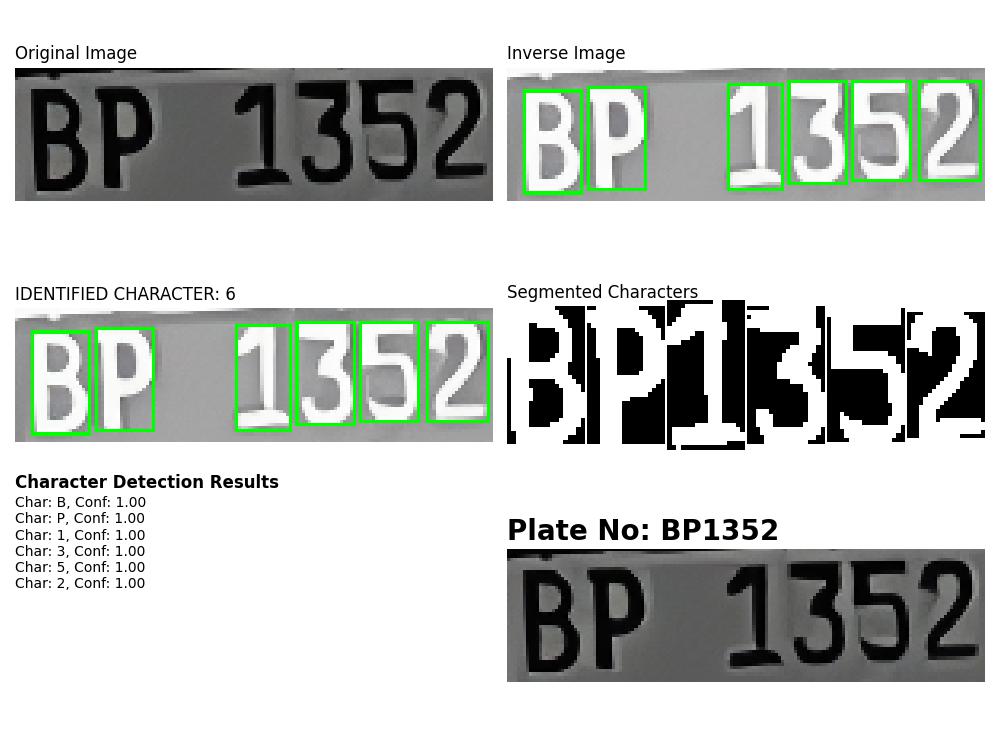 Original Image
BP 1352
Inverse Image
BP 1352
IDENTIFIED CHARACTER: 6
BP 1352
Segmented Characters
BP1352
Character Detection Results
Char: B, Conf: 1.00
Char: P, Conf: 1.00
Char: 1, Conf: 1.00
Char: 3, Conf: 1.00
Char: 5, Conf: 1.00
Char: 2, Conf: 1.00
Plate No: BP1352
BP 1352